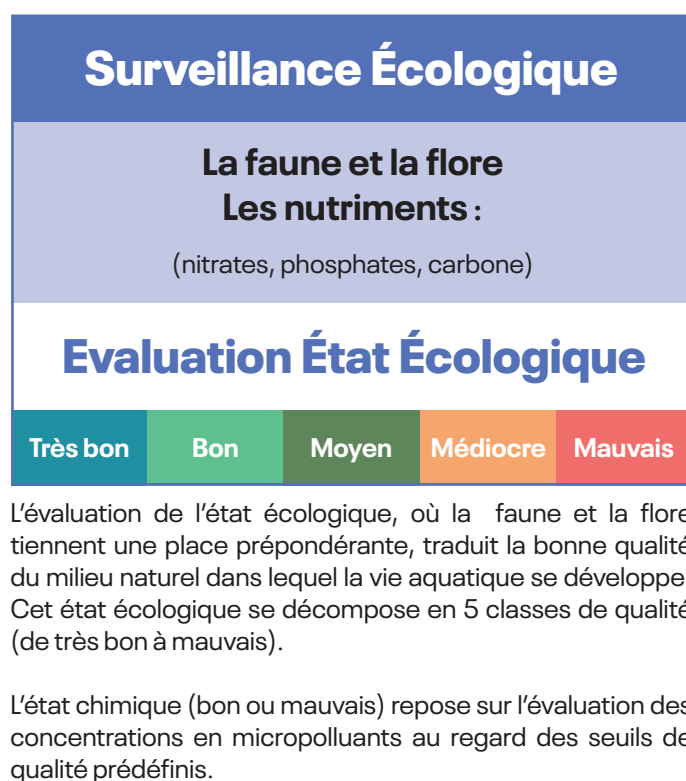 Surveillance Écologique
La faune et la flore
Les nutriments :
(nitrates, phosphates, carbone)
Evaluation État Écologique
Très bon Bon Moyen Médiocre Mauvais
L'évaluation de l'état écologique, où la faune et la flore
tiennent une place prépondérante, traduit la bonne qualité
du milieu naturel dans lequel la vie aquatique se développe
Cet état écologique se décompose en 5 classes de qualité
(de très bon à mauvais).
L'état chimique (bon ou mauvais) repose sur l'évaluation des
concentrations en micropolluants au regard des seuils de
qualité prédéfinis.